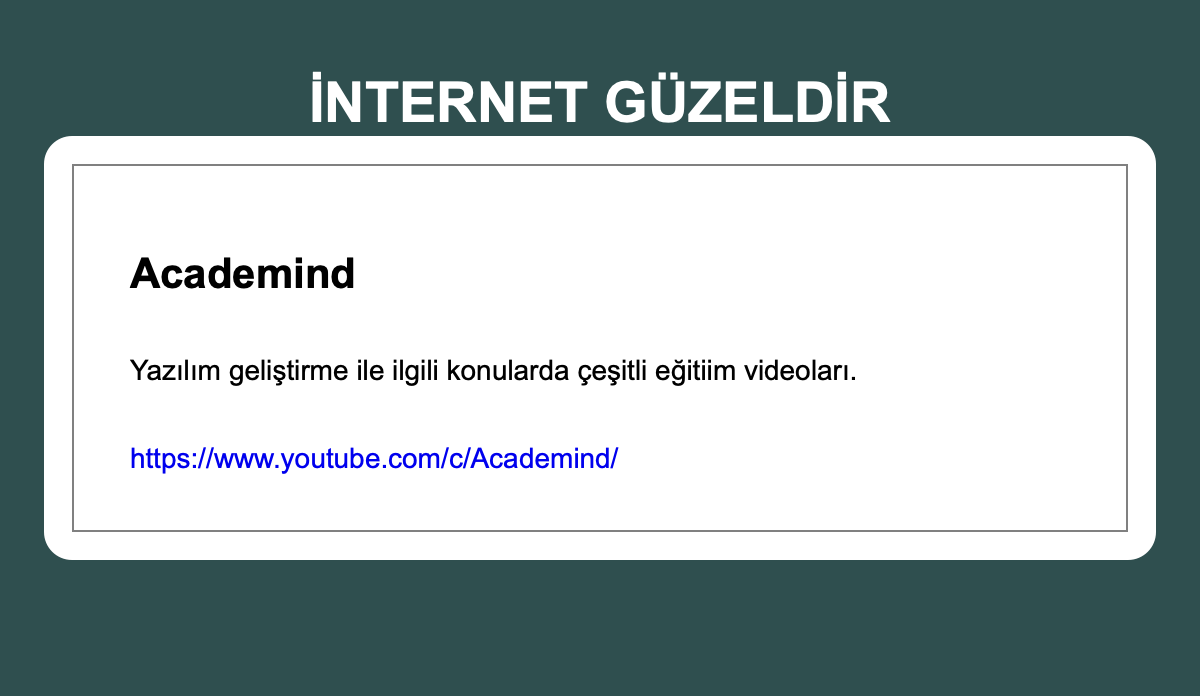 İNTERNET GÜZELDİR
Academind
Yazılım geliştirme ile ilgili konularda çeşitli eğitiim videoları.
https://www.youtube.com/c/Academind/